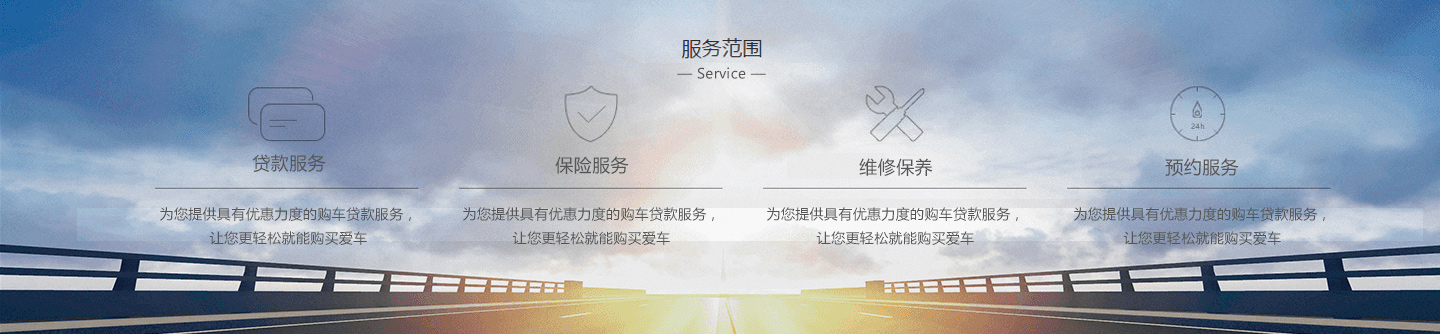 服务范围
— Service —
24h
贷款服务
保险服务
维修保养
预约服务
为您提供具有优惠力度的购车贷款服务，
让您更轻松就能购买爱车
为您提供具有优惠力度的购车贷款服务，
让您更轻松就能购买爱车
为您提供具有优惠力度的购车贷款服务，
让您更轻松就能购买爱车
为您提供具有优惠力度的购车贷款服务，
让您更轻松就能购买爱车